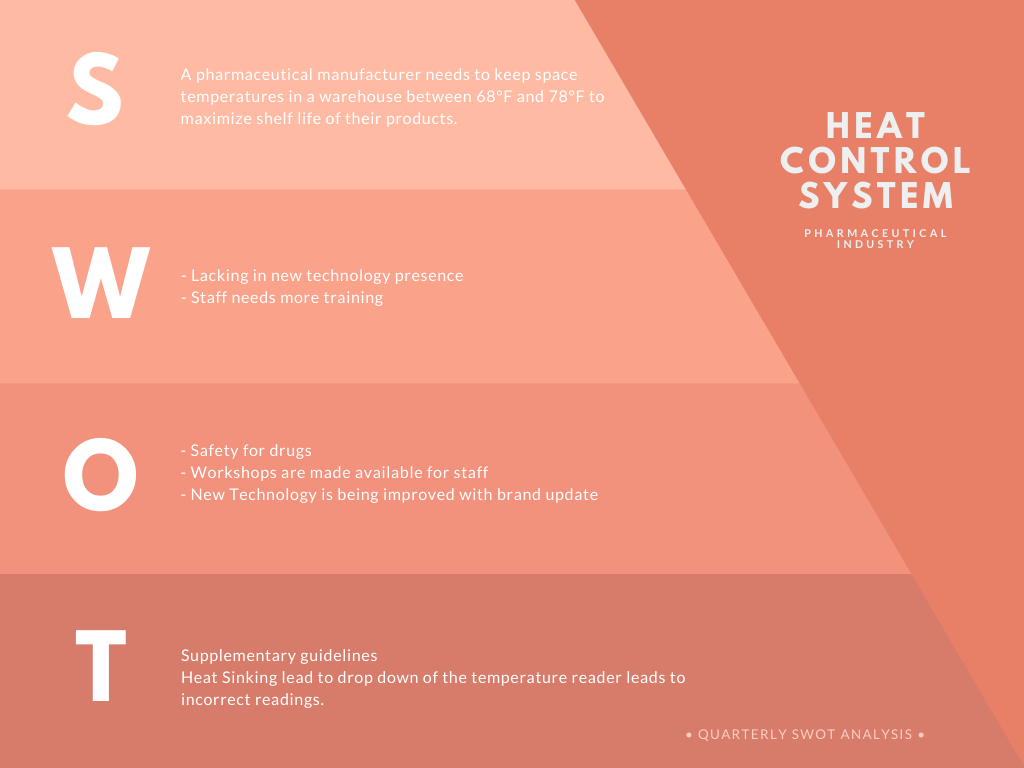 S
A pharmaceutical manufacturer needs to keep space
temperatures in a warehouse between 68°F and 78°F to
maximize shelf life of their products.
HEAT
CONTROL
SYSTEM
PHARMACEUTICAL
INDUSTRY
W
- Lacking in new technology presence
- Staff needs more training
O
- Safety for drugs
- Workshops are made available for staff
- New Technology is being improved with brand update
T
Supplementary guidelines
Heat Sinking lead to drop down of the temperature reader leads to
incorrect readings.
• QUARTERLY SWOT ANALYSIS •